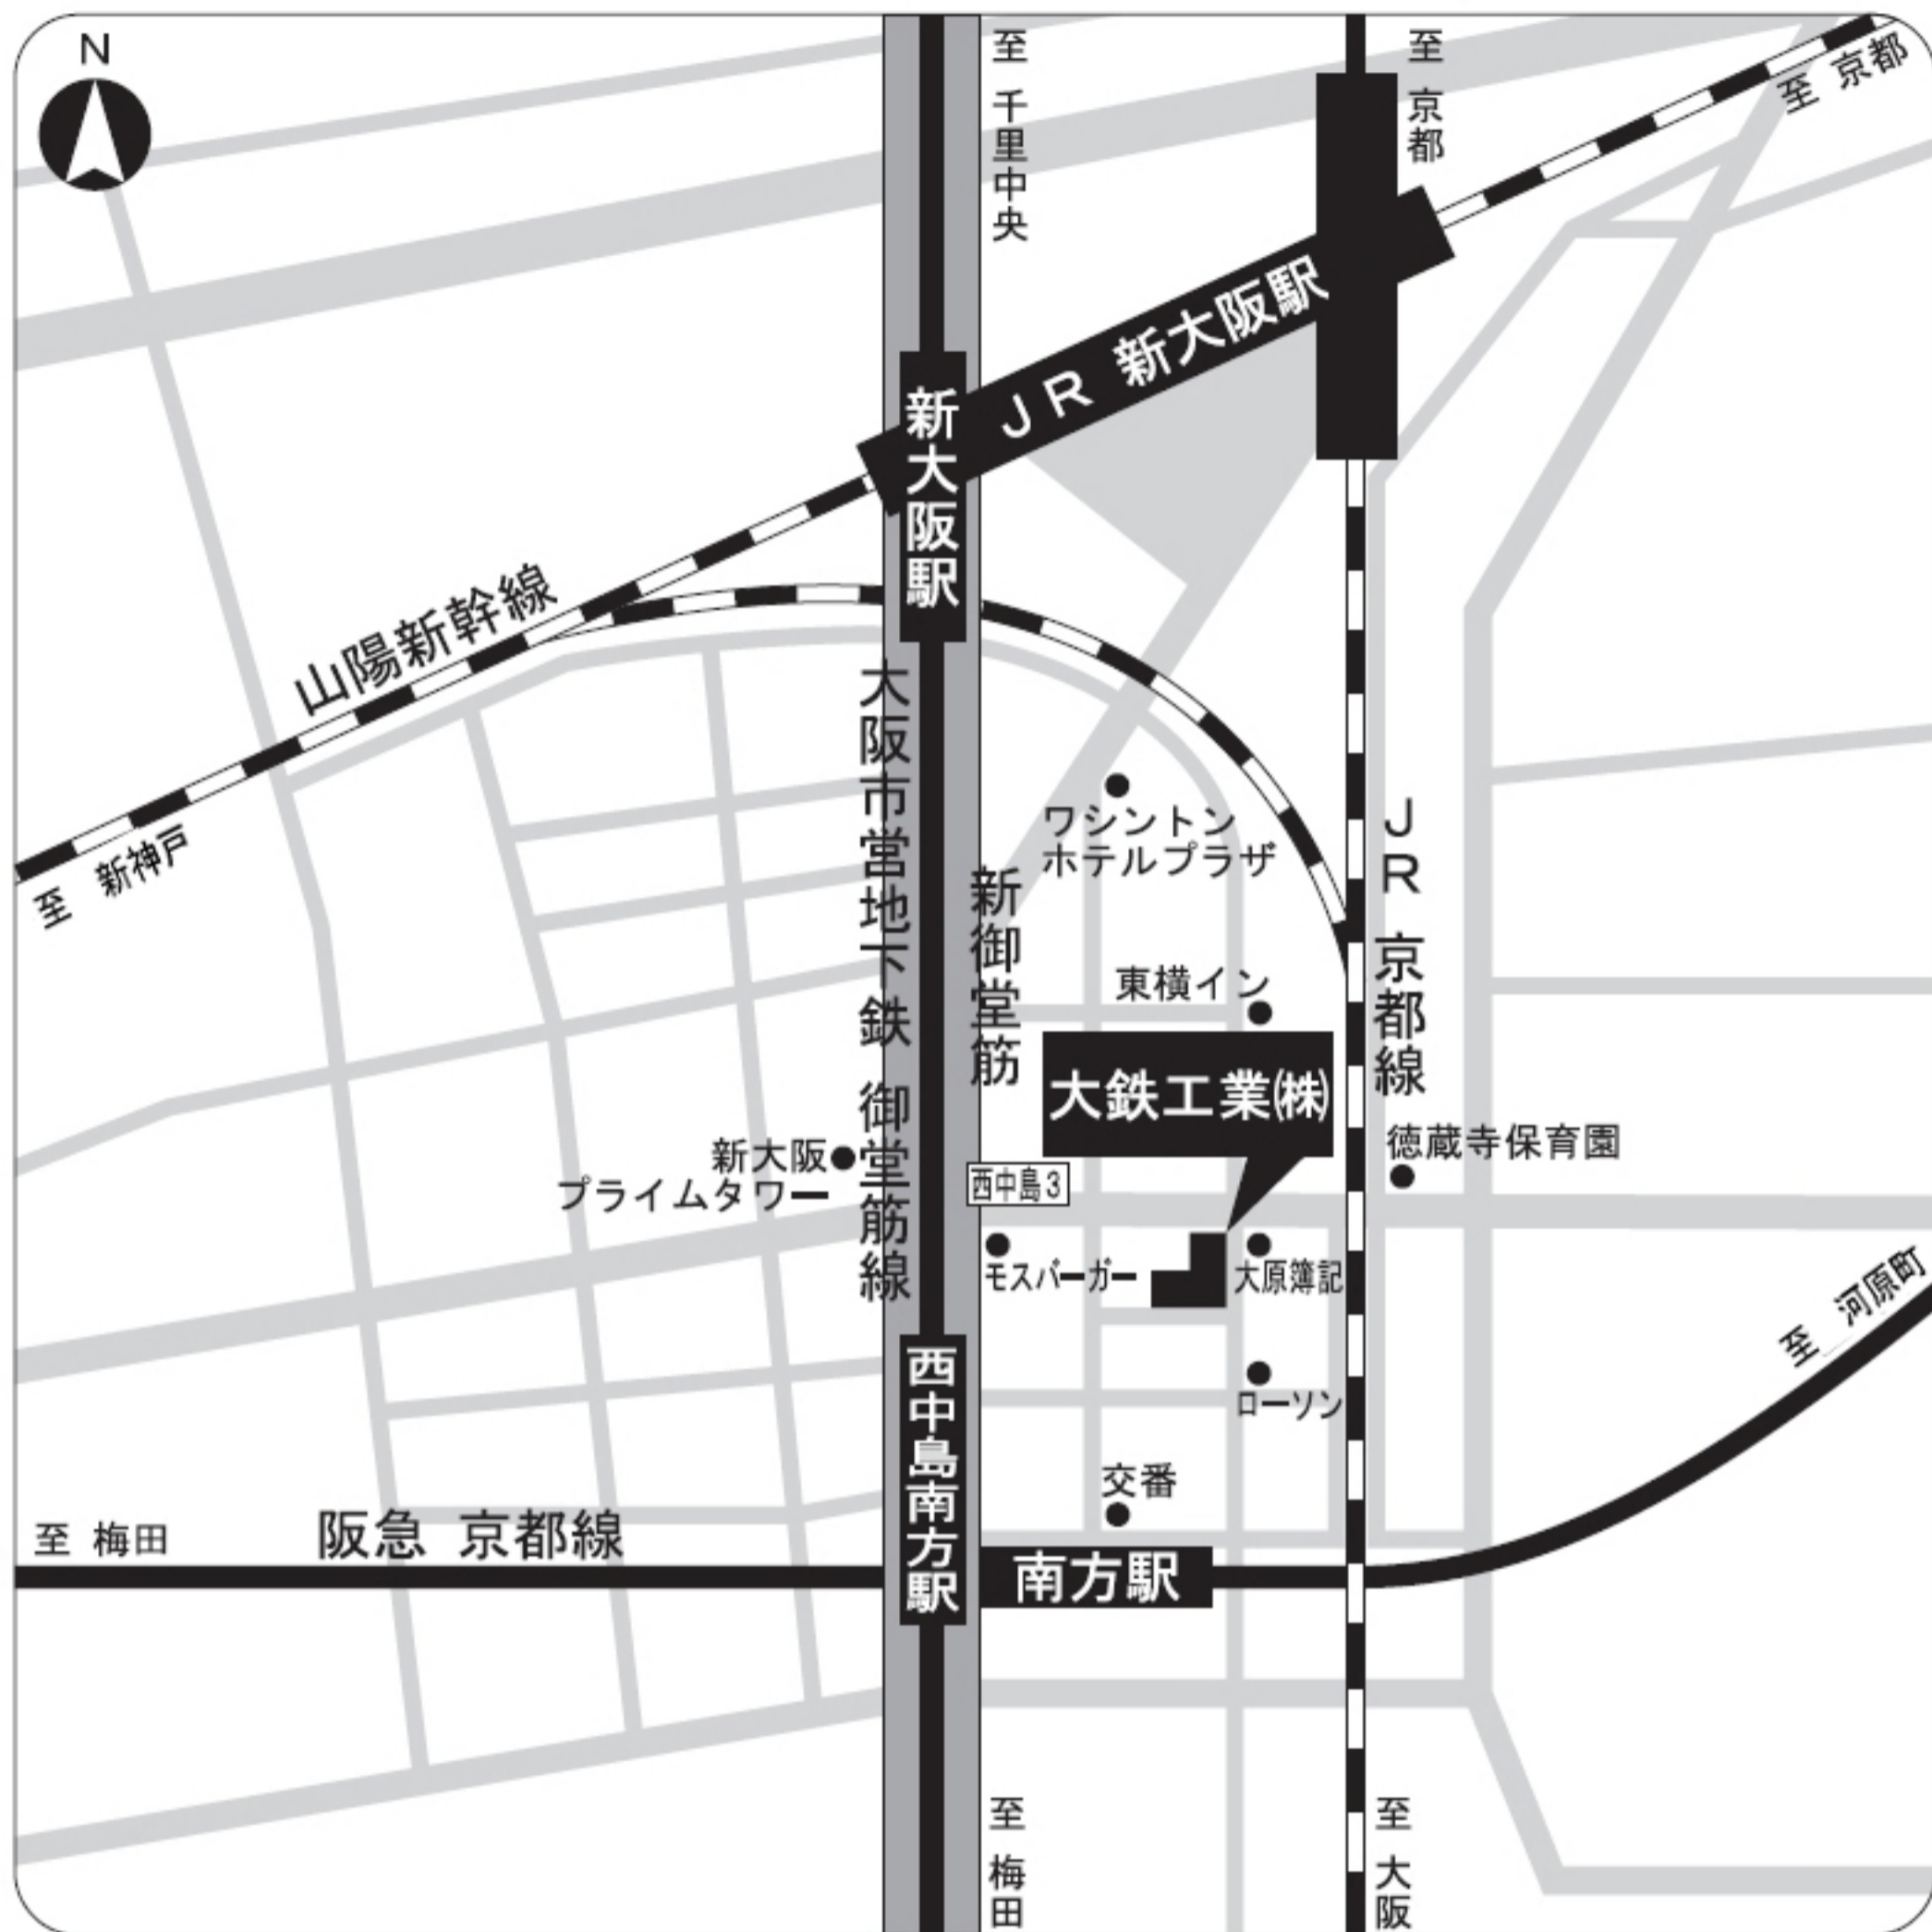 N
至 千里中央
至 京都
至 京都
JR 新大阪駅
新大阪駅
山陽新幹線
至 新神戸
大阪市営地下鉄 御堂筋線
新御堂筋
ワシントン
ホテルプラザ
JR 京都線
東横イン
大鉄工業㈱
徳蔵寺保育園
新大阪
プライムタワー
西中島3
モスバーガー
大原簿記
至 河原町
西中島南方駅
ローソン
交番
至 梅田
阪急 京都線
南方駅
至 梅田
至 大阪